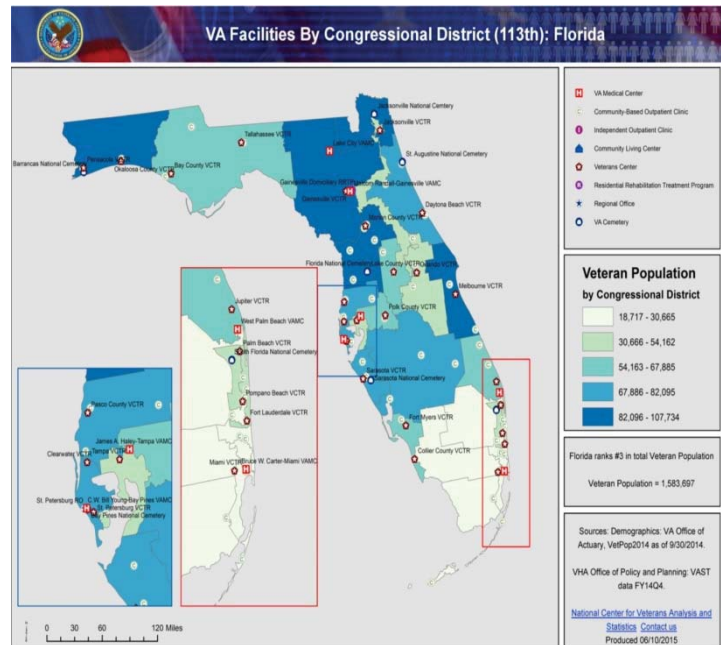 VA Facilities By Congressional District (113th): Florida
Jacksonville National Cemtery
Jacksonville VCTR
Tallahassee VCTR
Lake City VAMC
St. Augustine National Cemetery
Barrancas National Cemetery
Pensacola VCTR
Okaloosa County VCTR
Bay County VCTR
Gainesville VCTR
Daytona Beach VCTR
Marion County VCTR
Florida National Cemetery
Lake County VCTR
Orlando VCTR
Melbourne VCTR
Polk County VCTR
Sarasota VCTR
Sarasota National Cemetery
Fort Myers VCTR
Collier County VCTR
Jupiter VCTR
West Palm Beach VAMC
Palm Beach VCTR
South Florida National Cemetery
Pompano Beach VCTR
Fort Lauderdale VCTR
Miami VCTR
Bruce W. Carter-Miami VAMC
Pasco County VCTR
James A. Haley-Tampa VAMC
Clearwater VCTR
Tampa VCTR
St. Petersburg RO
C.W. Bill Young-Bay Pines VAMC
St. Petersburg VCTR
Bay Pines National Cemetery
0 30 60 120 Miles
VA Medical Center
Community-Based Outpatient Clinic
Independent Outpatient Clinic
Community Living Center
Veterans Center
Residential Rehabilitation Treatment Program
Regional Office
VA Cemetery
Veteran Population
by Congressional District
18,717 - 30,665
30,666 - 54,162
54,163 - 67,885
67,886 - 82,095
82,096 - 107,734
Florida ranks #3 in total Veteran Population
Veteran Population = 1,583,697
Sources: Demographics: VA Office of
Actuary, VetPop2014 as of 9/30/2014.
VHA Office of Policy and Planning: VAST
data FY14Q4.
National Center for Veterans Analysis and
Statistics Contact us
Produced 06/10/2015